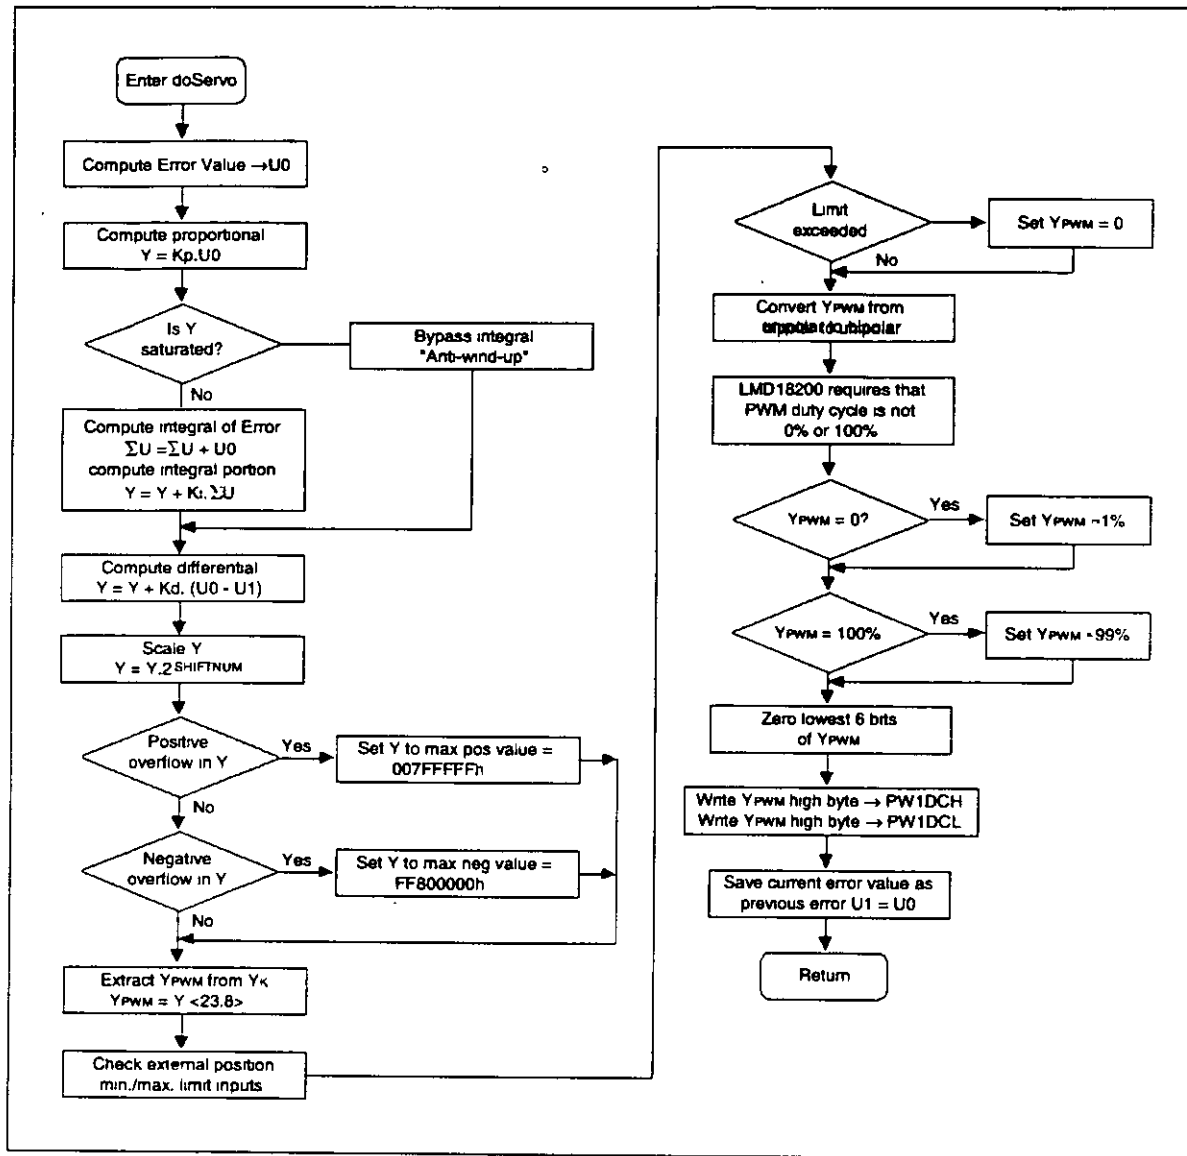 Enter doServo
Compute Error Value →U0
Compute proportional
Y = Kp.U0
Is Y
saturated?
Bypass integral
"Anti-wind-up"
No
Compute integral of Error
ΣU =ΣU + U0
compute integral portion
Y = Y + Ki. ΣU
Compute differential
Y = Y + Kd. (U0 - U1)
Scale Y
Y = Y.2SHIFTNUM
Positive
overflow in Y
Yes
Set Y to max pos value =
007FFFFFh
No
Negative
overflow in Y
Yes
Set Y to max neg value =
FF800000h
No
Extract YPWM from YK
YPWM = Y <23.8>
Check external position
min./max. limit inputs
Limit
exceeded
Set YPWM = 0
No
Convert YPWM from
bipolar
LMD18200 requires that
PWM duty cycle is not
0% or 100%
YPWM = 0?
Yes
Set YPWM ~1%
YPWM = 100%
Yes
Set YPWM ~99%
Zero lowest 6 bits
of YPWM
Write YPWM high byte → PW1DCH
Write YPWM high byte → PW1DCL
Save current error value as
previous error U1 = U0
Return